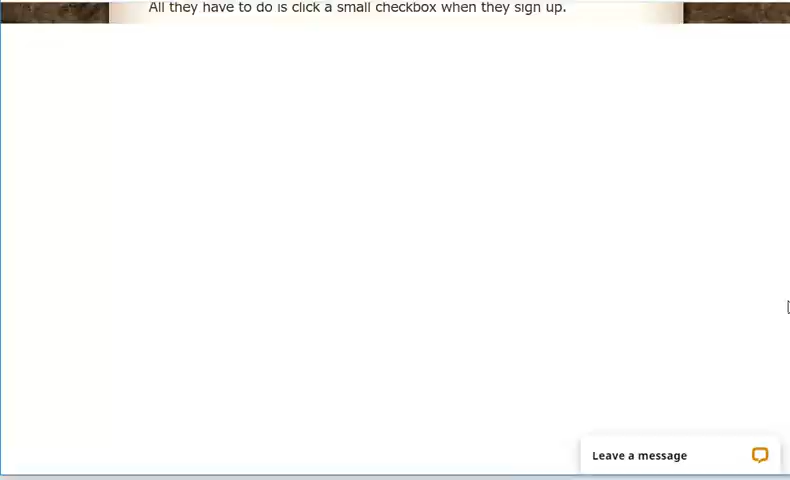 All they have to do is click a small checkbox when they sign up.
Leave a message